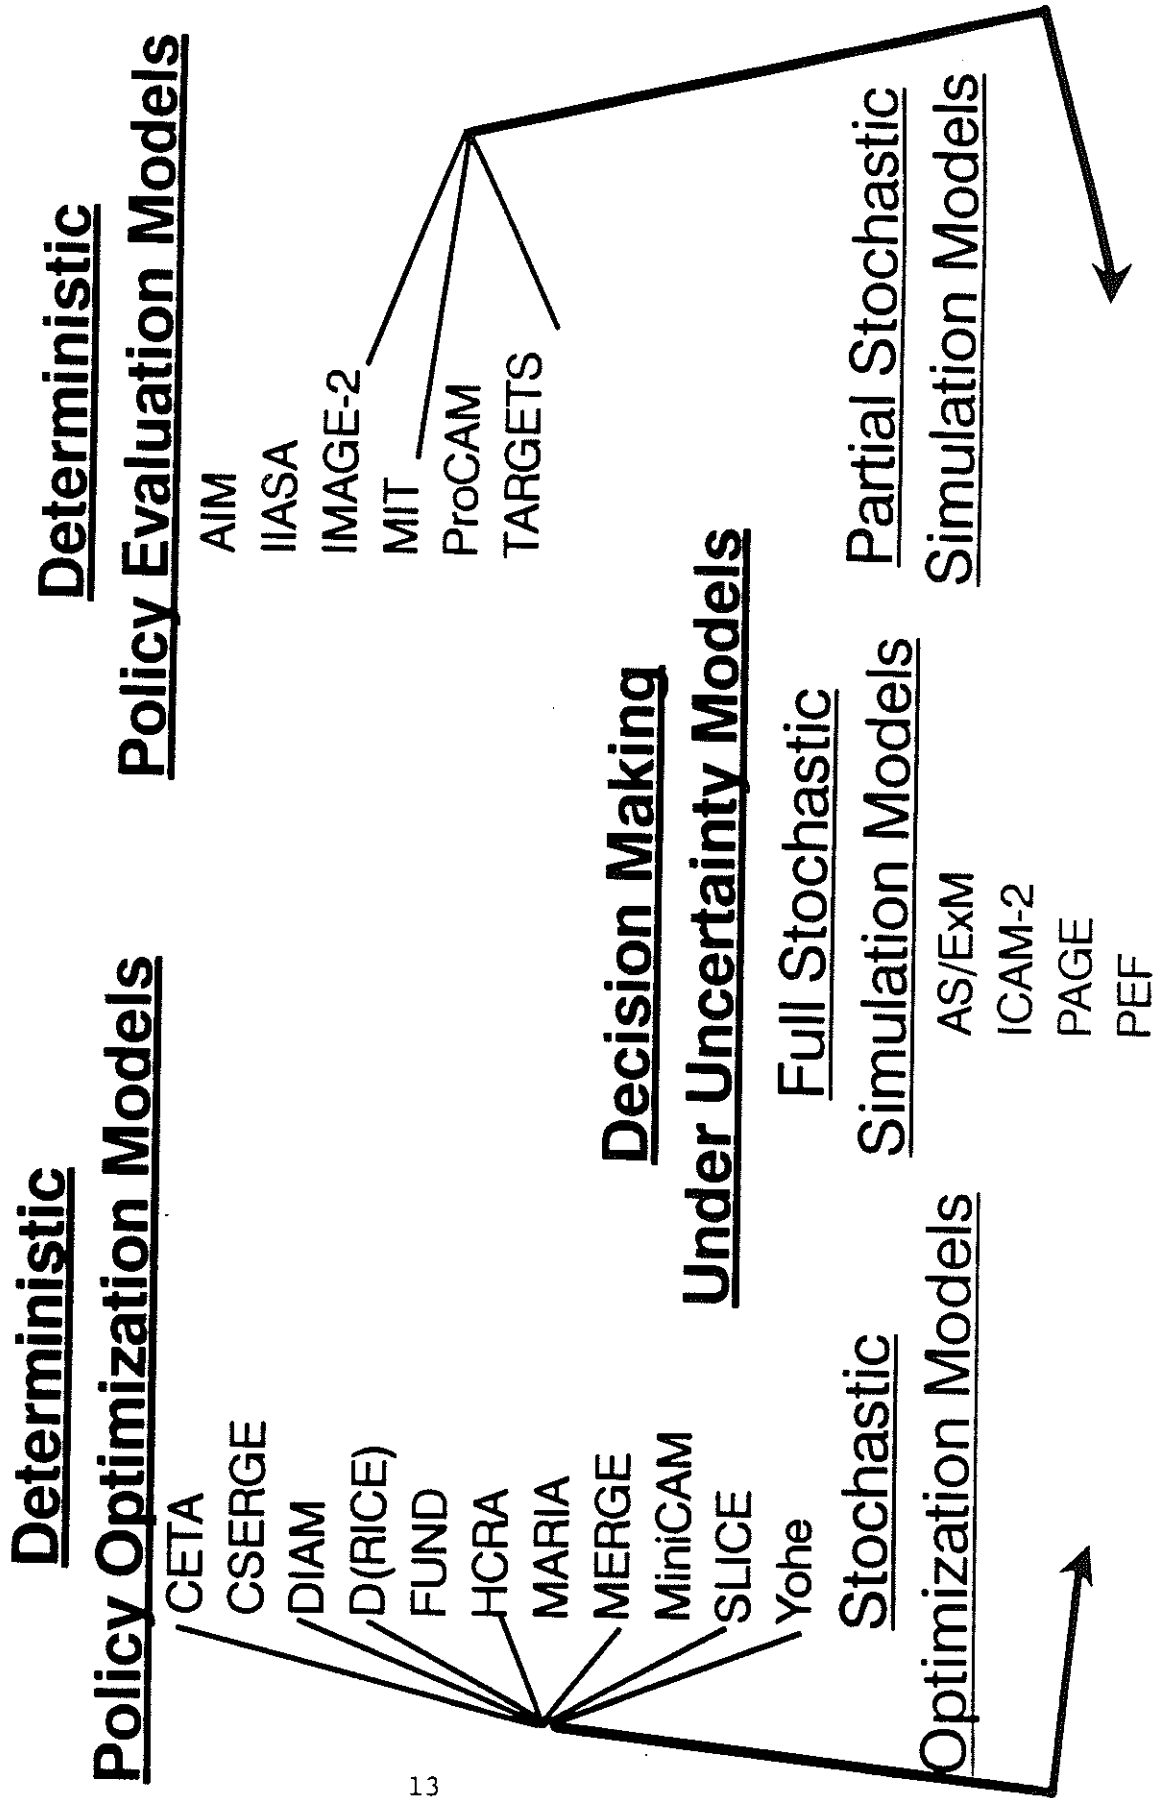 Deterministic
Policy Optimization Models
CETA
CSERGE
DIAM
D(RICE)
FUND
HCRA
MARIA
MERGE
MiniCAM
SLICE
Yohe
Deterministic
Policy Evaluation Models
AIM
IIASA
IMAGE-2
MIT
ProCAM
TARGETS
Decision Making
Under Uncertainty Models
Stochastic
Optimization Models
Full Stochastic
Simulation Models
AS/ExM
ICAM-2
PAGE
PEF
Partial Stochastic
Simulation Models
13